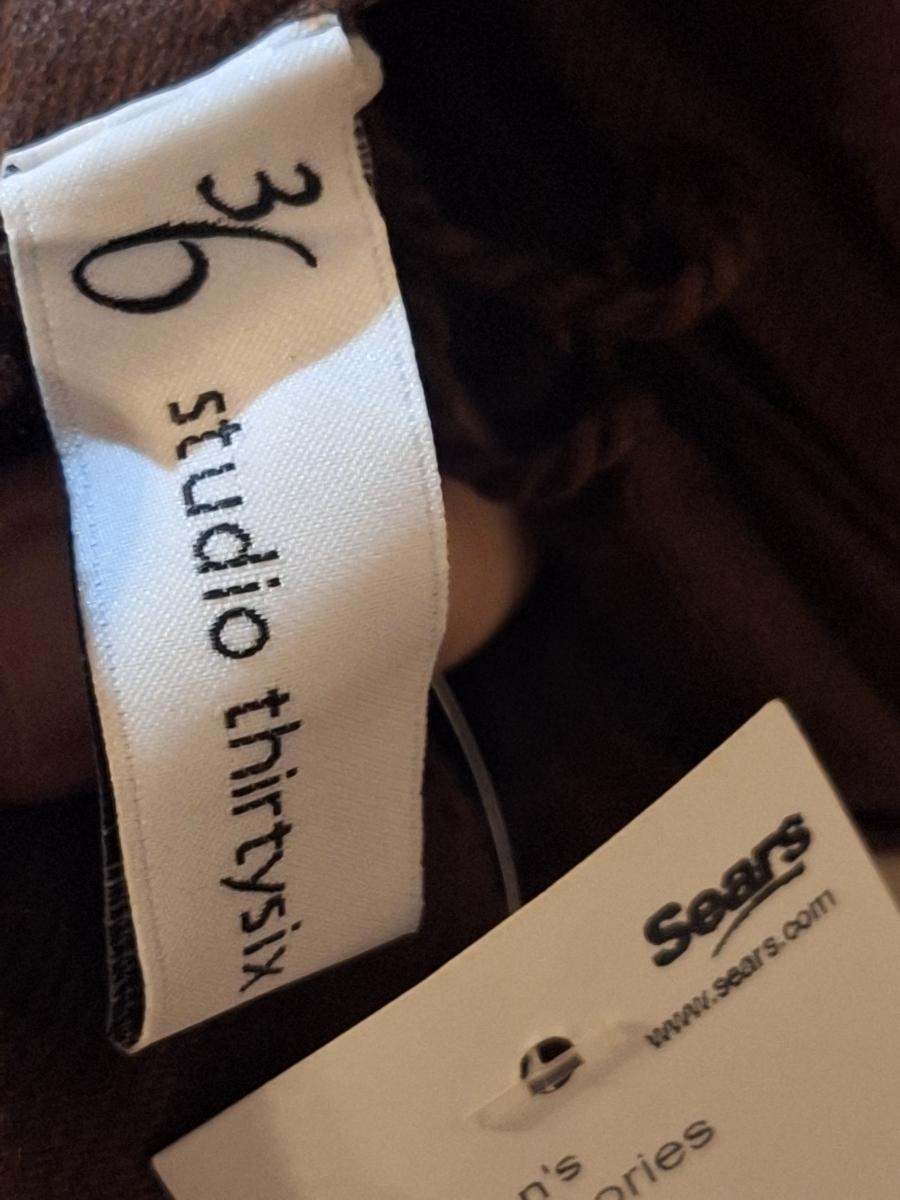 36
studio thirtysix
Sears
www.sears.com
n's
ories